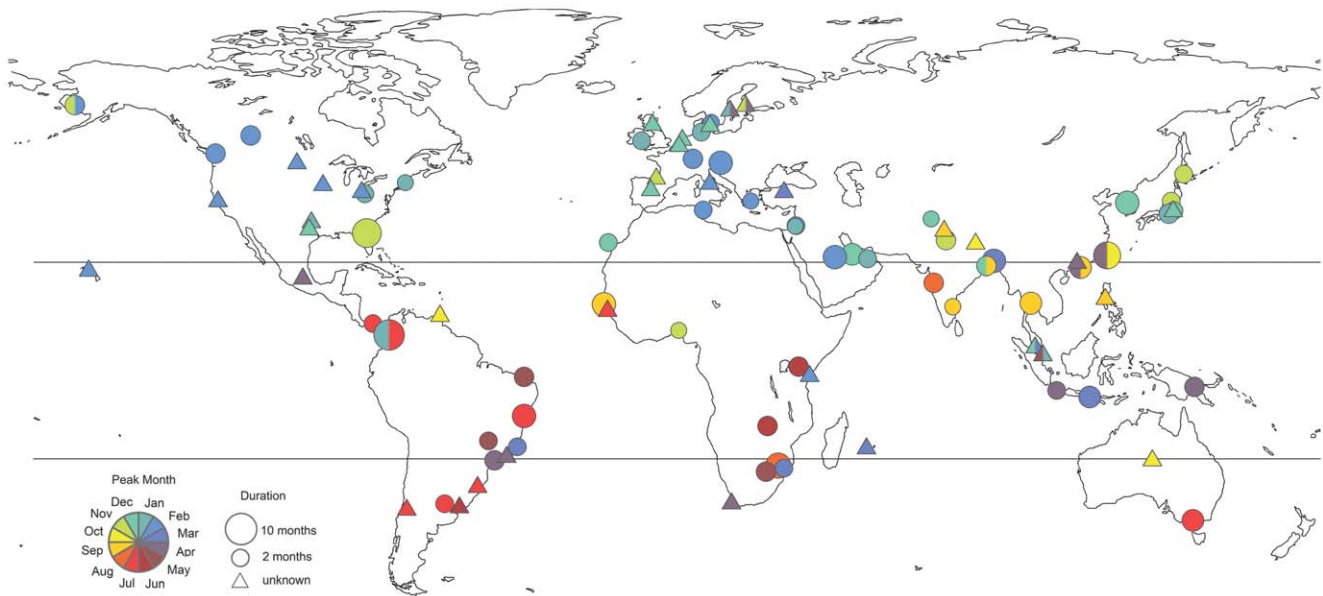 Peak Month
Dec Jan
Nov Feb
Oct Mar
Sep Apr
Aug May
Jul Jun
Duration
10 months
2 months
unknown